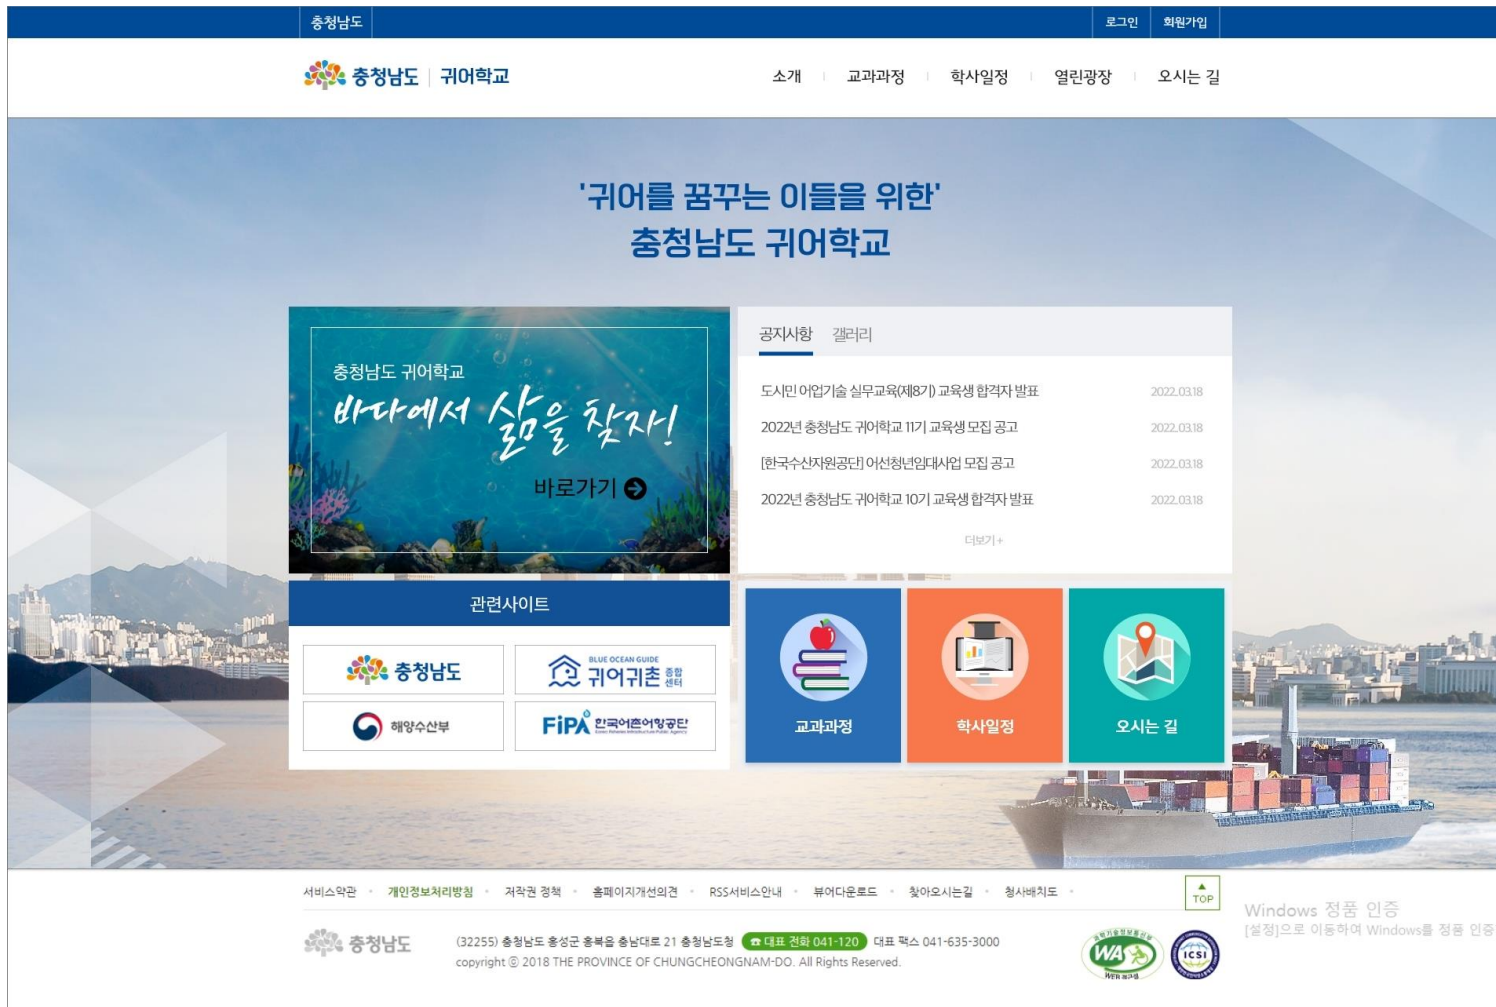 충청남도
로그인 회원가입
충청남도 귀어학교
소개 교과과정 학사일정 열린광장 오시는 길
'귀어를 꿈꾸는 이들을 위한'
충청남도 귀어학교
충청남도 귀어학교
바다에서 삶을 찾자!
바로가기
공지사항 갤러리
도시민 어업기술 실무교육(제8기) 교육생 합격자 발표 2022.03.18
2022년 충청남도 귀어학교 11기 교육생 모집 공고 2022.03.18
[한국수산자원공단] 어선청년임대사업 모집 공고 2022.03.18
2022년 충청남도 귀어학교 10기 교육생 합격자 발표 2022.03.18
더보기 +
관련사이트
충청남도
BLUE OCEAN GUIDE
귀어귀촌 종합센터
해양수산부
FiPA 한국어촌어항공단
교과과정 학사일정 오시는 길
서비스약관 개인정보처리방침 저작권 정책 홈페이지개선의견 RSS서비스안내 뷰어다운로드 찾아오시는길 청사배치도
TOP
Windows 정품 인증
[설정]으로 이동하여 Windows를 정품 인증
충청남도
(32255) 충청남도 홍성군 홍북읍 충남대로 21 충청남도청 ☎ 대표 전화 041-120 대표 팩스 041-635-3000
copyright ⓒ 2018 THE PROVINCE OF CHUNGCHEONGNAM-DO. All Rights Reserved.
과학기술정보통신부
WA
WEB 접근성
ICSI